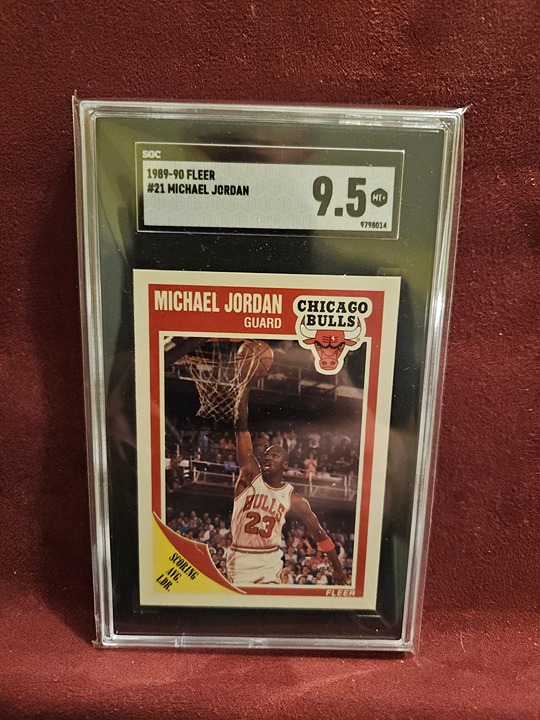 SGC
1989-90 FLEER
#21 MICHAEL JORDAN
9.5
MT+
9798014
MICHAEL JORDAN
GUARD
CHICAGO
BULLS
BULLS
23
SCORING
AVG.
LDR.
FLEER